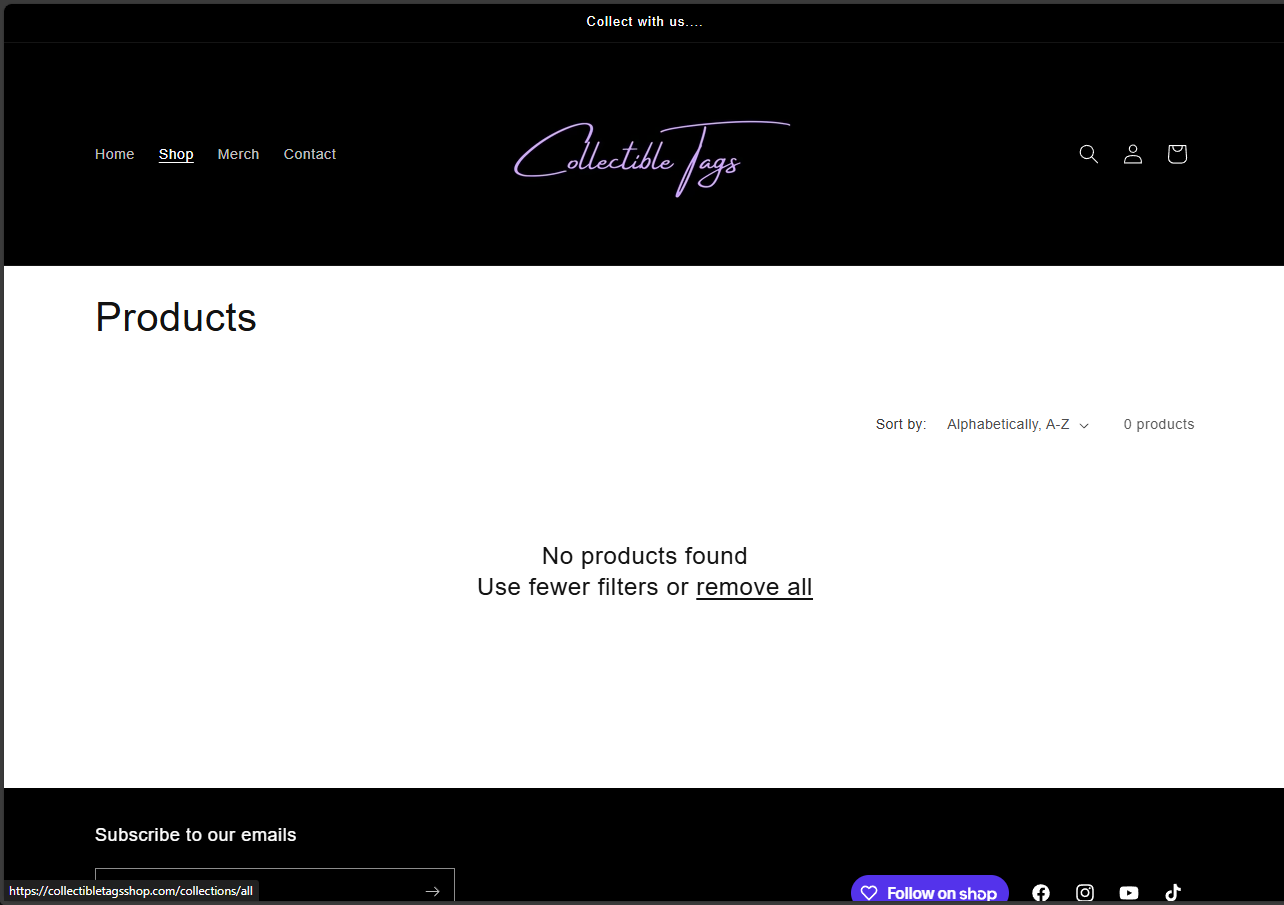 Collect with us....
Home Shop Merch Contact
Collectible Tags
Products
Sort by: Alphabetically, A-Z 0 products
No products found
Use fewer filters or remove all
Subscribe to our emails
https://collectibletagsshop.com/collections/all
Follow on shop